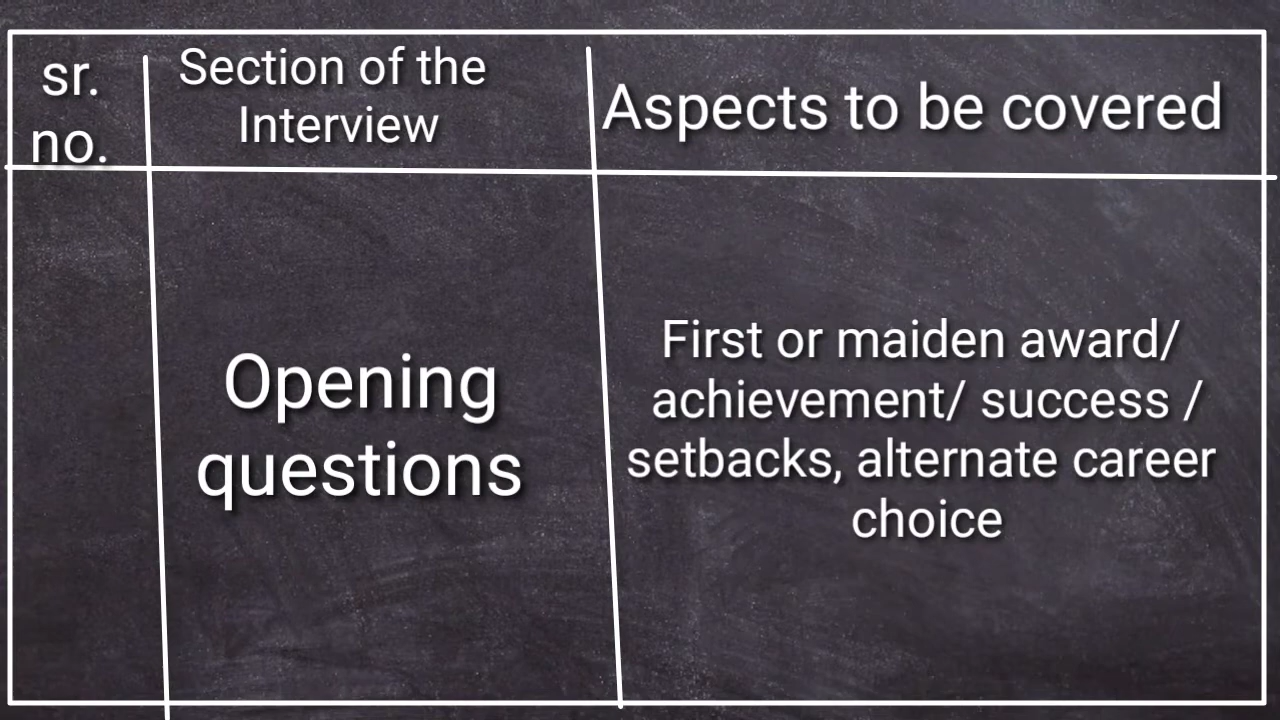 sr.
no.
Section of the
Interview
Aspects to be covered
Opening
questions
First or maiden award/
achievement/ success /
setbacks, alternate career
choice